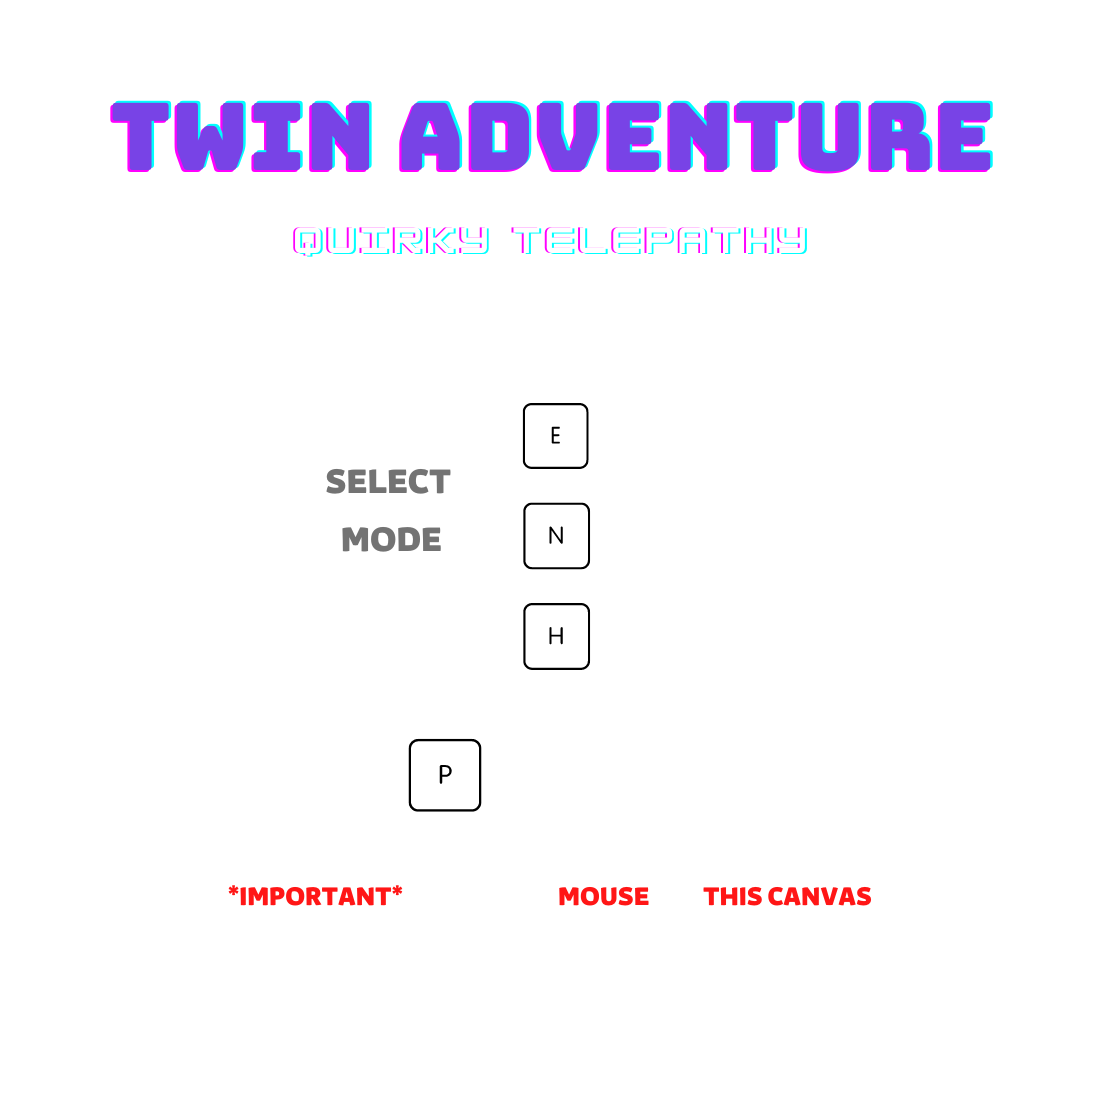 TWIN ADVENTURE
QUIRKY TELEPATHY
E
SELECT
MODE
N
H
P
*IMPORTANT* MOUSE THIS CANVAS